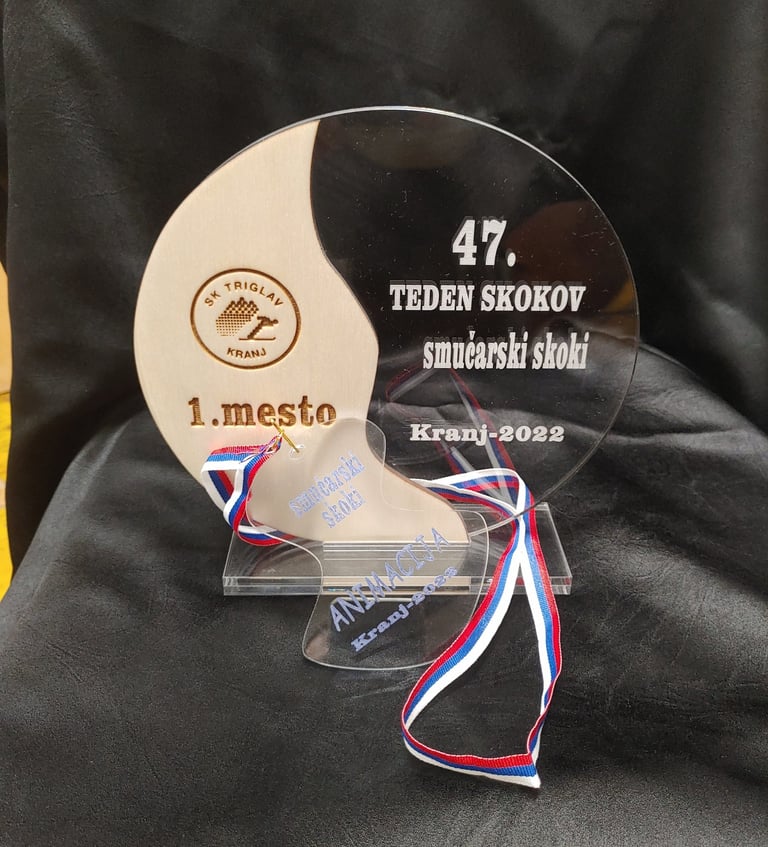 SK TRIGLAV
KRANJ
1.mesto
47.
TEDEN SKOKOV
smučarski skoki
Kranj-2022
smučarski
skoki
ANIMACIJA
Kranj-2022